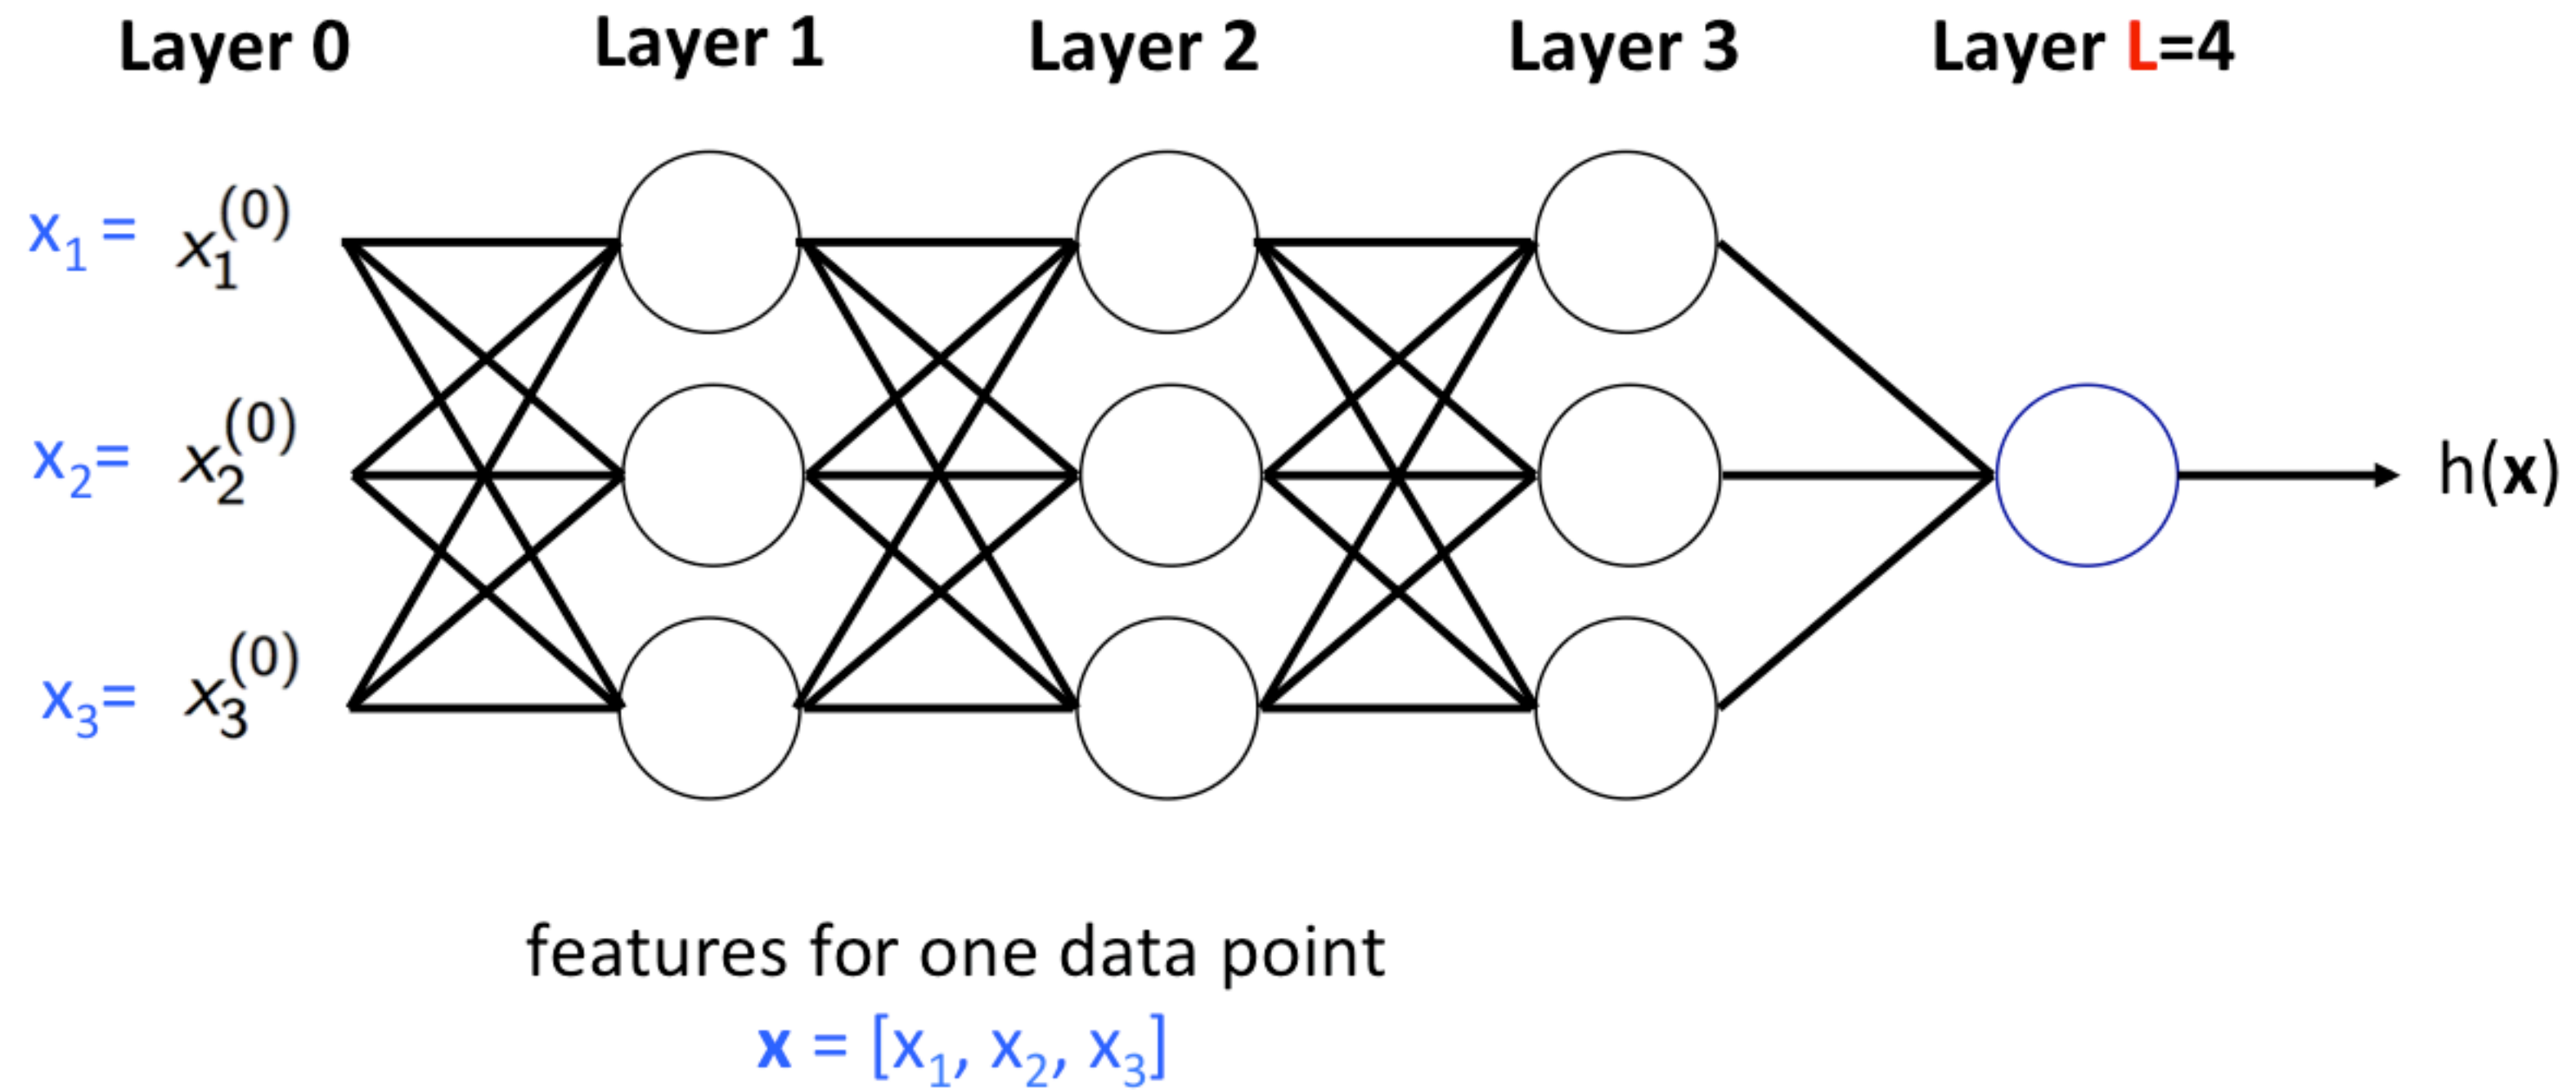 Layer 0 Layer 1 Layer 2 Layer 3 Layer L=4
x₁ = x₁⁽⁰⁾
x₂= x₂⁽⁰⁾
h(x)
x₃= x₃⁽⁰⁾
features for one data point
x = [x₁, x₂, x₃]